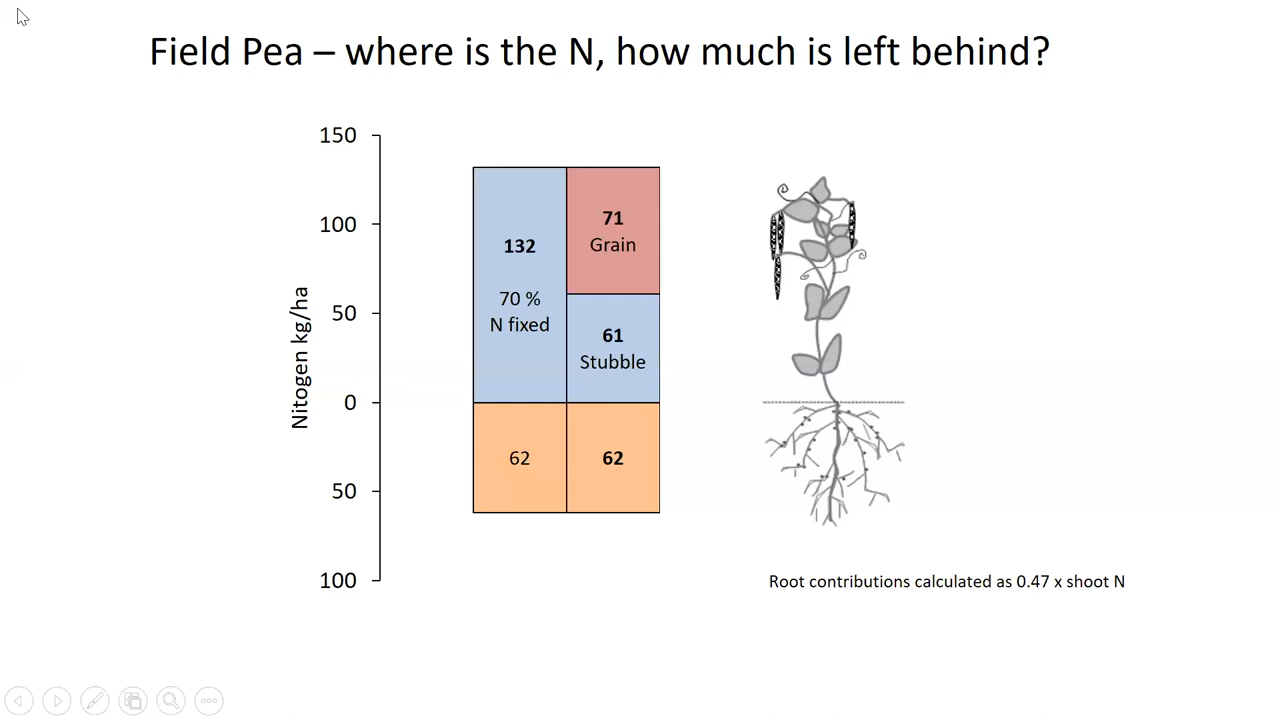 Field Pea – where is the N, how much is left behind?
150
100
50
0
50
100
Nitogen kg/ha
132
70 %
N fixed
71
Grain
61
Stubble
62
62
Root contributions calculated as 0.47 x shoot N